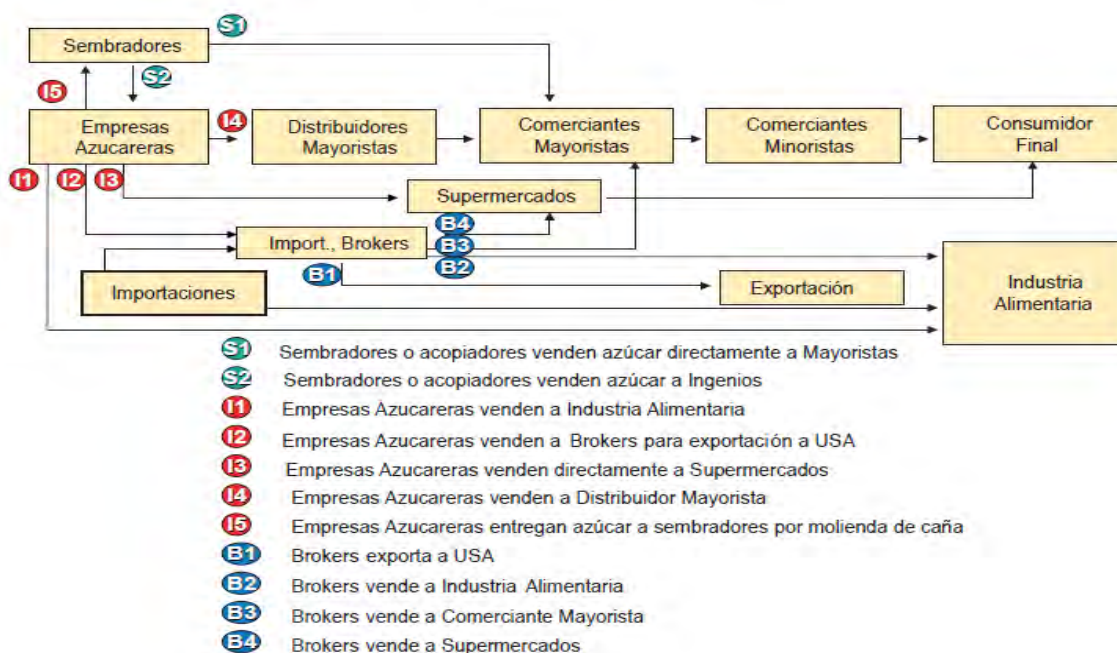 S1
Sembradores
S2
I5
Empresas
Azucareras
I4
Distribuidores
Mayoristas
Comerciantes
Mayoristas
Comerciantes
Minoristas
Consumidor
Final
I1
I2
I3
Supermercados
B4
Import., Brokers
B3
B1
B2
Importaciones
Exportación
Industria
Alimentaria
S1 Sembradores o acopiadores venden azúcar directamente a Mayoristas
S2 Sembradores o acopiadores venden azúcar a Ingenios
I1 Empresas Azucareras venden a Industria Alimentaria
I2 Empresas Azucareras venden a Brokers para exportación a USA
I3 Empresas Azucareras venden directamente a Supermercados
I4 Empresas Azucareras venden a Distribuidor Mayorista
I5 Empresas Azucareras entregan azúcar a sembradores por molienda de caña
B1 Brokers exporta a USA
B2 Brokers vende a Industria Alimentaria
B3 Brokers vende a Comerciante Mayorista
B4 Brokers vende a Supermercados